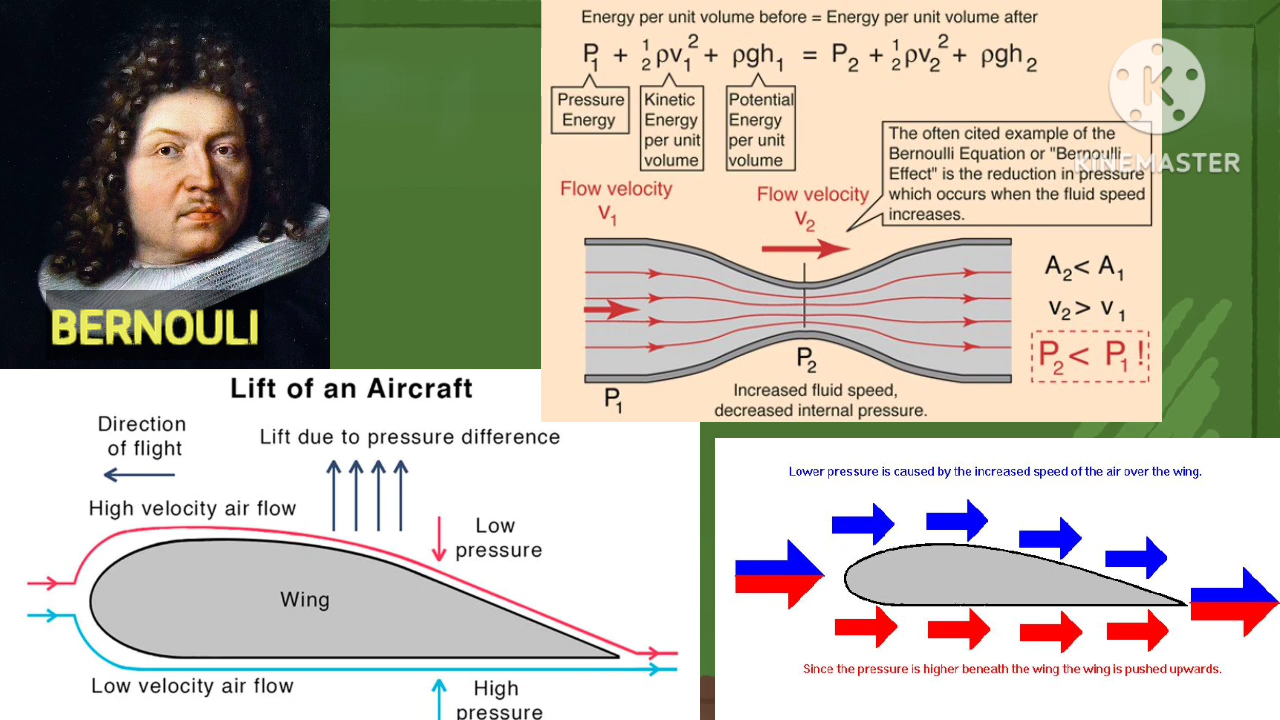 BERNOULI
Energy per unit volume before = Energy per unit volume after
P₁ + ½ρv₁² + ρgh₁ = P₂ + ½ρv₂² + ρgh₂
Pressure
Energy
Kinetic
Energy
per unit
volume
Potential
Energy
per unit
volume
The often cited example of the
Bernoulli Equation or "Bernoulli
Effect" is the reduction in pressure
which occurs when the fluid speed
increases.
K
KINEMASTER
Flow velocity
v₁
Flow velocity
v₂
A₂< A₁
v₂> v₁
P₂< P₁!
P₂
P₁
Increased fluid speed,
decreased internal pressure.
Lift of an Aircraft
Direction
of flight
Lift due to pressure difference
High velocity air flow
Low
pressure
Wing
Low velocity air flow
High
pressure
Lower pressure is caused by the increased speed of the air over the wing.
Since the pressure is higher beneath the wing the wing is pushed upwards.